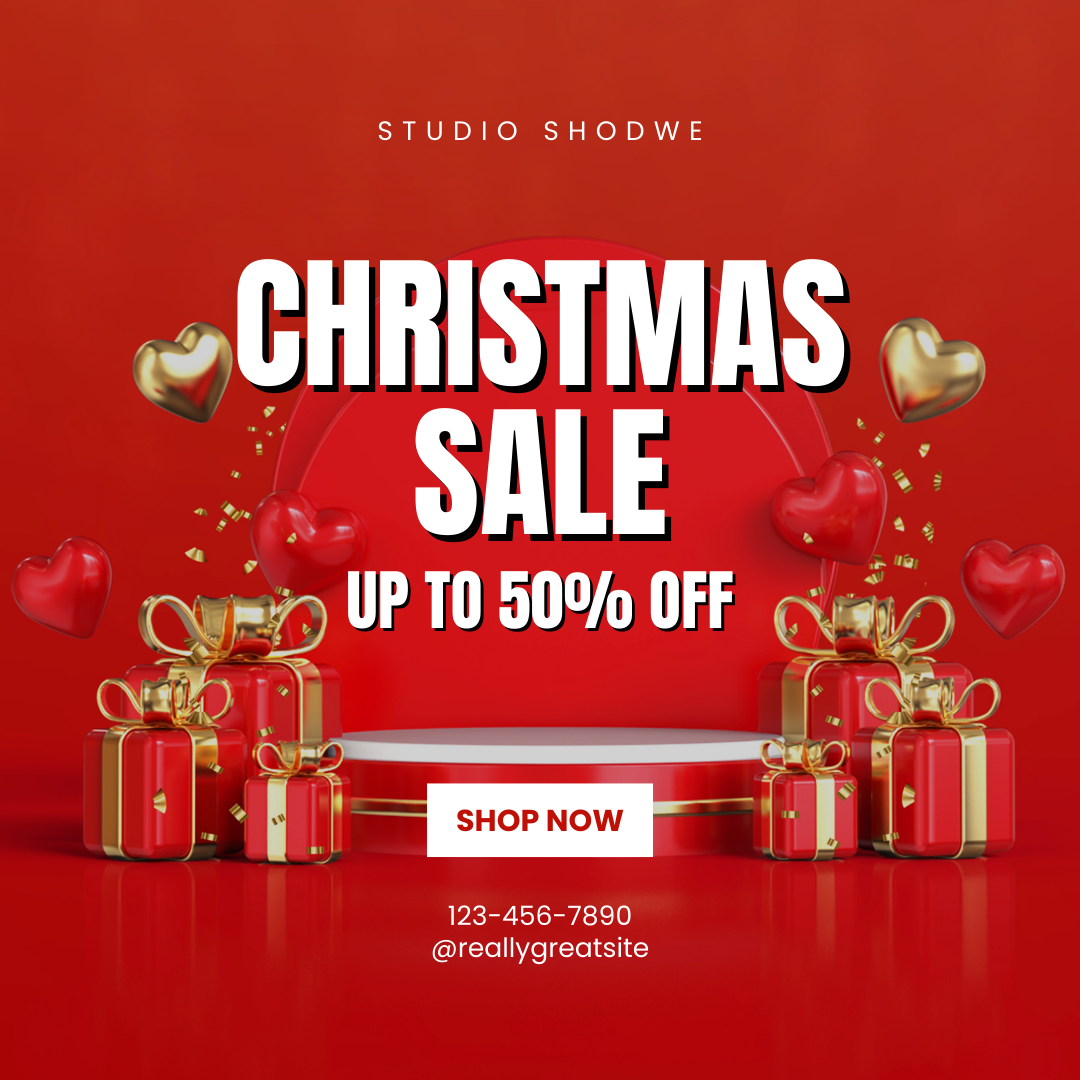 STUDIO SHODWE
CHRISTMAS
SALE
UP TO 50% OFF
SHOP NOW
123-456-7890
@reallygreatsite